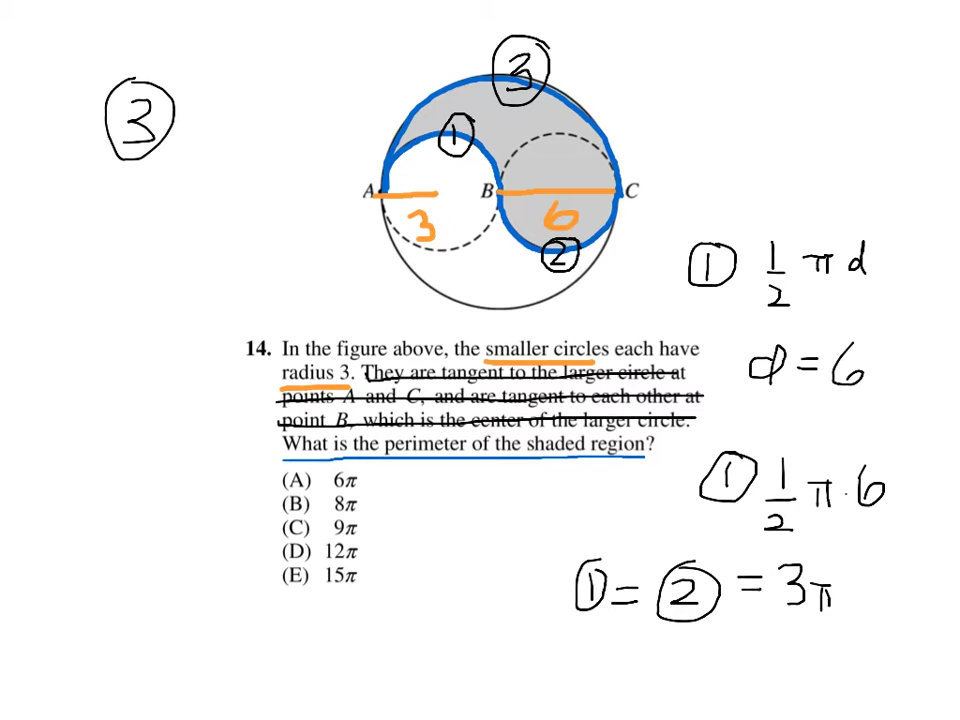 3
3
1
A
B
C
3
6
2
1 1/2 π d
14. In the figure above, the smaller circles each have
radius 3. They are tangent to the larger circle at
points A and C, and are tangent to each other at
point B, which is the center of the larger circle.
What is the perimeter of the shaded region?
d = 6
(A) 6π
(B) 8π
(C) 9π
(D) 12π
(E) 15π
1 1/2 π · 6
1 = 2 = 3π